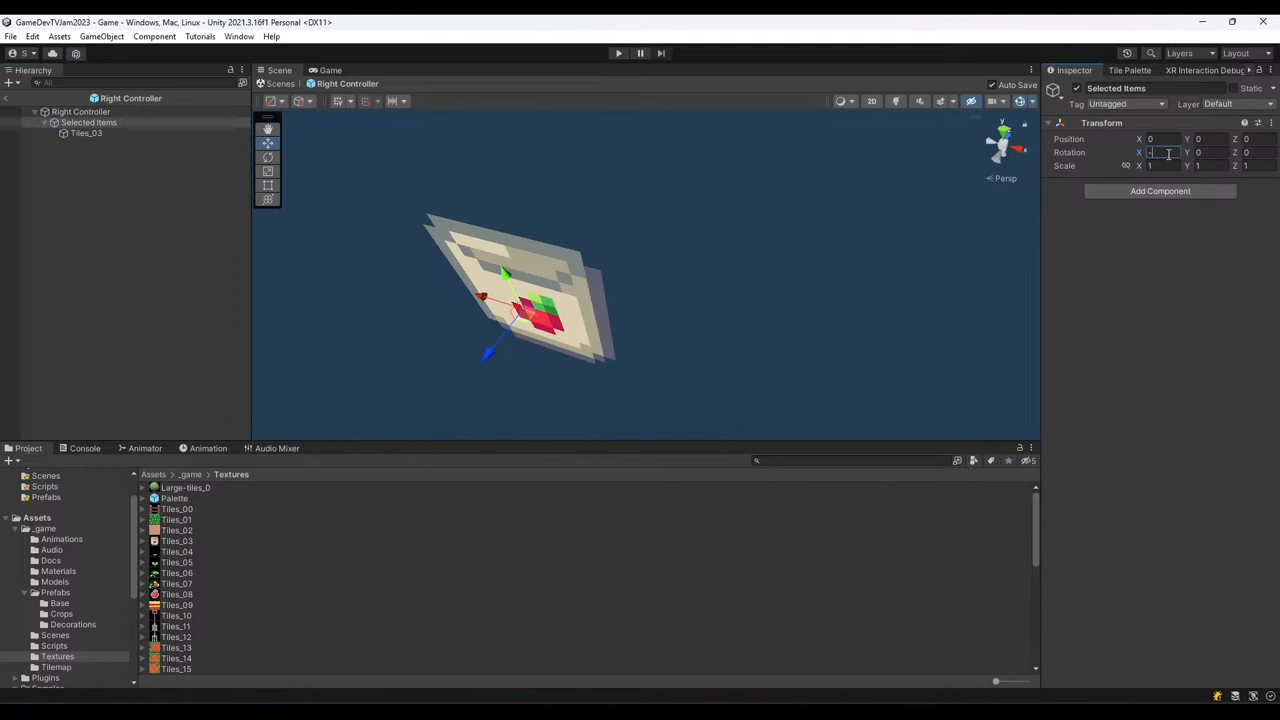 GameDevTVJam2023 - Game - Windows, Mac, Linux - Unity 2021.3.16f1 Personal <DX11>
File Edit Assets GameObject Component Tutorials Window Help
S Layers Layout
Hierarchy Scene Game Inspector Tile Palette XR Interaction Debug
All Scenes Right Controller Auto Save
Right Controller
Selected Items Static
2D
Tag Untagged Layer Default
Right Controller
Selected Items
Tiles_03
Transform
Position X 0 Y 0 Z 0
Rotation X - Y 0 Z 0
Scale X 1 Y 1 Z 1
y
x
Persp
Add Component
Project Console Animator Animation Audio Mixer
5
Scenes
Scripts
Prefabs
Assets
_game
Animations
Audio
Docs
Materials
Models
Prefabs
Base
Crops
Decorations
Scenes
Scripts
Textures
Tilemap
Plugins
Samples
Assets _game Textures
Large-tiles_0
Palette
Tiles_00
Tiles_01
Tiles_02
Tiles_03
Tiles_04
Tiles_05
Tiles_06
Tiles_07
Tiles_08
Tiles_09
Tiles_10
Tiles_11
Tiles_12
Tiles_13
Tiles_14
Tiles_15